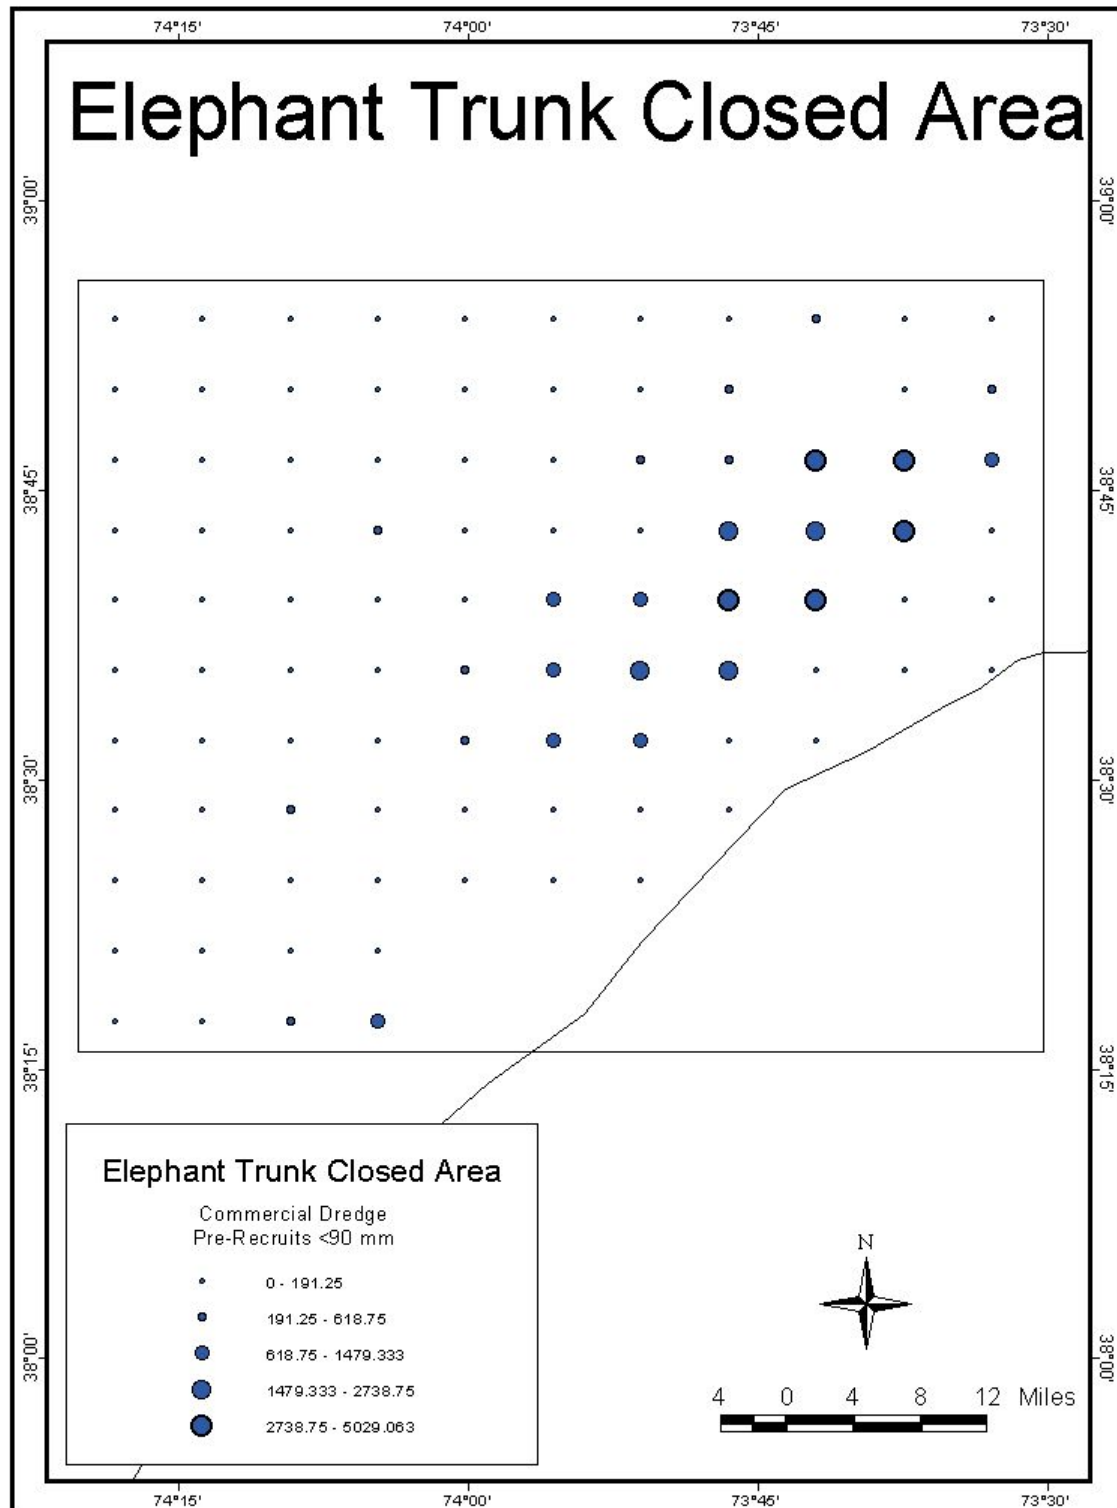 74°15' 74°00' 73°45' 73°30'
Elephant Trunk Closed Area
39°00' 39°00'
38°45' 38°45'
38°30' 38°30'
38°15' 38°15'
Elephant Trunk Closed Area
Commercial Dredge
Pre-Recruits <90 mm
0 - 191.25
191.25 - 618.75
618.75 - 1479.333
1479.333 - 2738.75
2738.75 - 5029.063
N
38°00' 38°00'
4 0 4 8 12 Miles
74°15' 74°00' 73°45' 73°30'